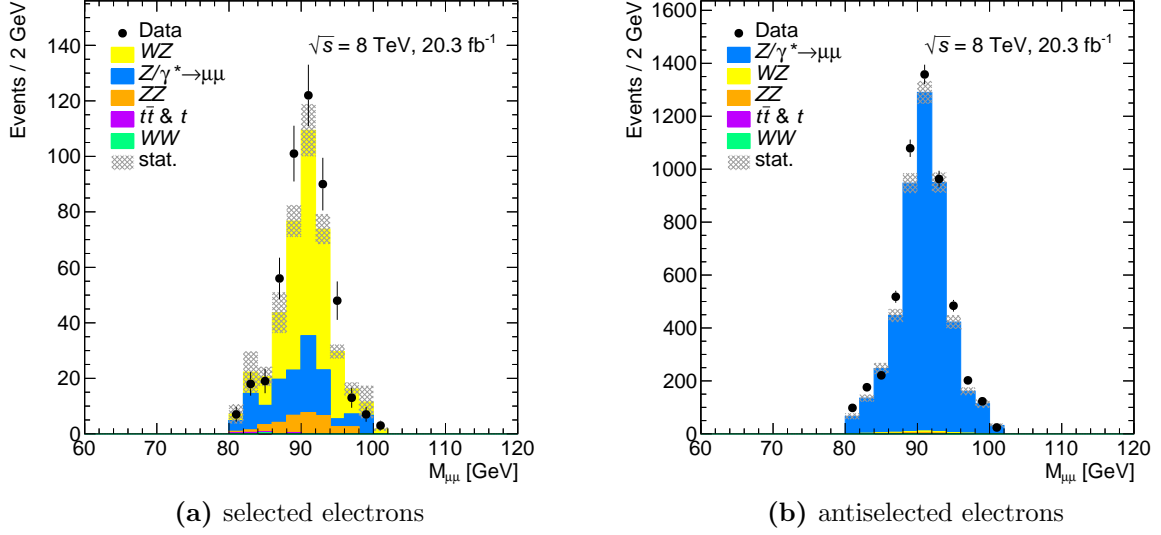 Events / 2 GeV
140
120
100
80
60
40
20
0
60 70 80 90 100 110 120
M_μμ [GeV]
Data
WZ
Z/γ*→μμ
ZZ
tt̄ & t
WW
stat.
√s = 8 TeV, 20.3 fb⁻¹
(a) selected electrons
Events / 2 GeV
1600
1400
1200
1000
800
600
400
200
0
60 70 80 90 100 110 120
M_μμ [GeV]
Data
Z/γ*→μμ
WZ
ZZ
tt̄ & t
WW
stat.
√s = 8 TeV, 20.3 fb⁻¹
(b) antiselected electrons